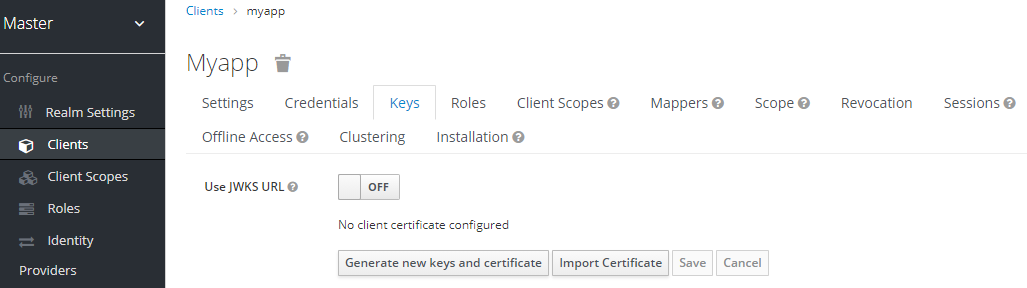 Master
Configure
Realm Settings
Clients
Client Scopes
Roles
Identity
Providers
Clients > myapp
Myapp
Settings Credentials Keys Roles Client Scopes ? Mappers ? Scope ? Revocation Sessions ?
Offline Access ? Clustering Installation ?
Use JWKS URL ? OFF
No client certificate configured
Generate new keys and certificate Import Certificate Save Cancel